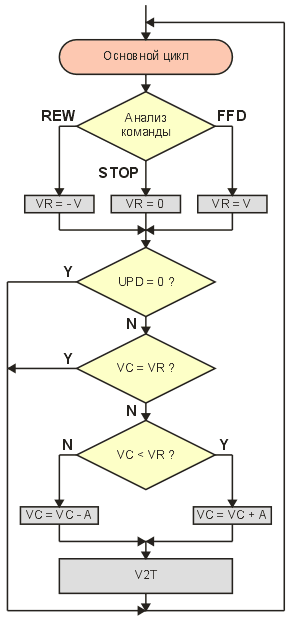 Основной цикл
Анализ
команды
REW
FFD
STOP
VR = - V
VR = 0
VR = V
UPD = 0 ?
Y
N
VC = VR ?
Y
N
VC < VR ?
N
Y
VC = VC - A
VC = VC + A
V2T